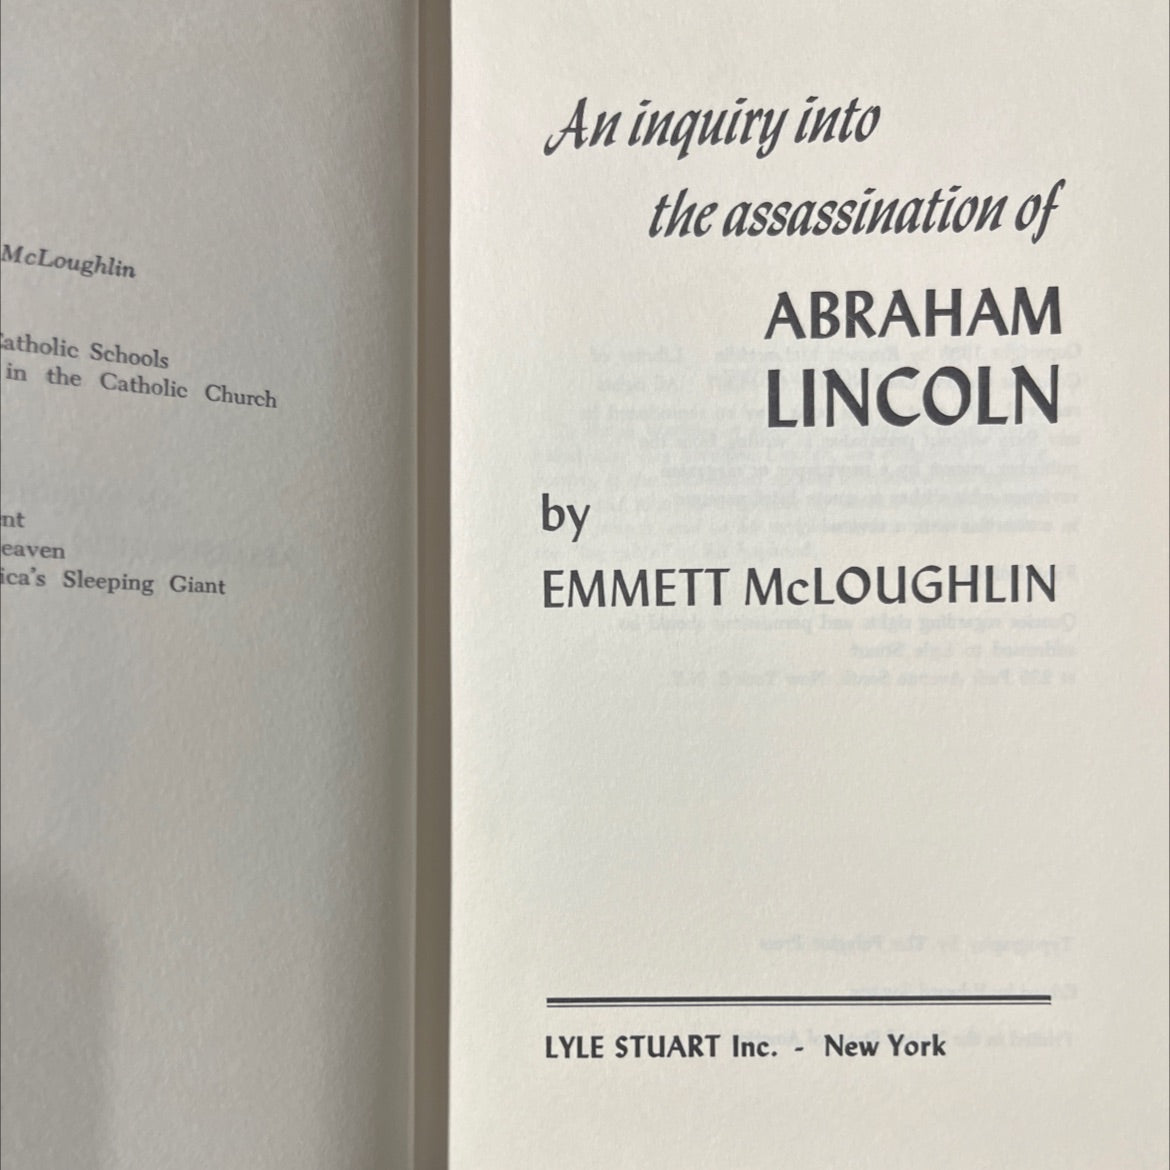 McLoughlin
atholic Schools
in the Catholic Church
nt
eaven
ica's Sleeping Giant
An inquiry into
the assassination of
ABRAHAM
LINCOLN
by
EMMETT McLOUGHLIN
LYLE STUART Inc. - New York